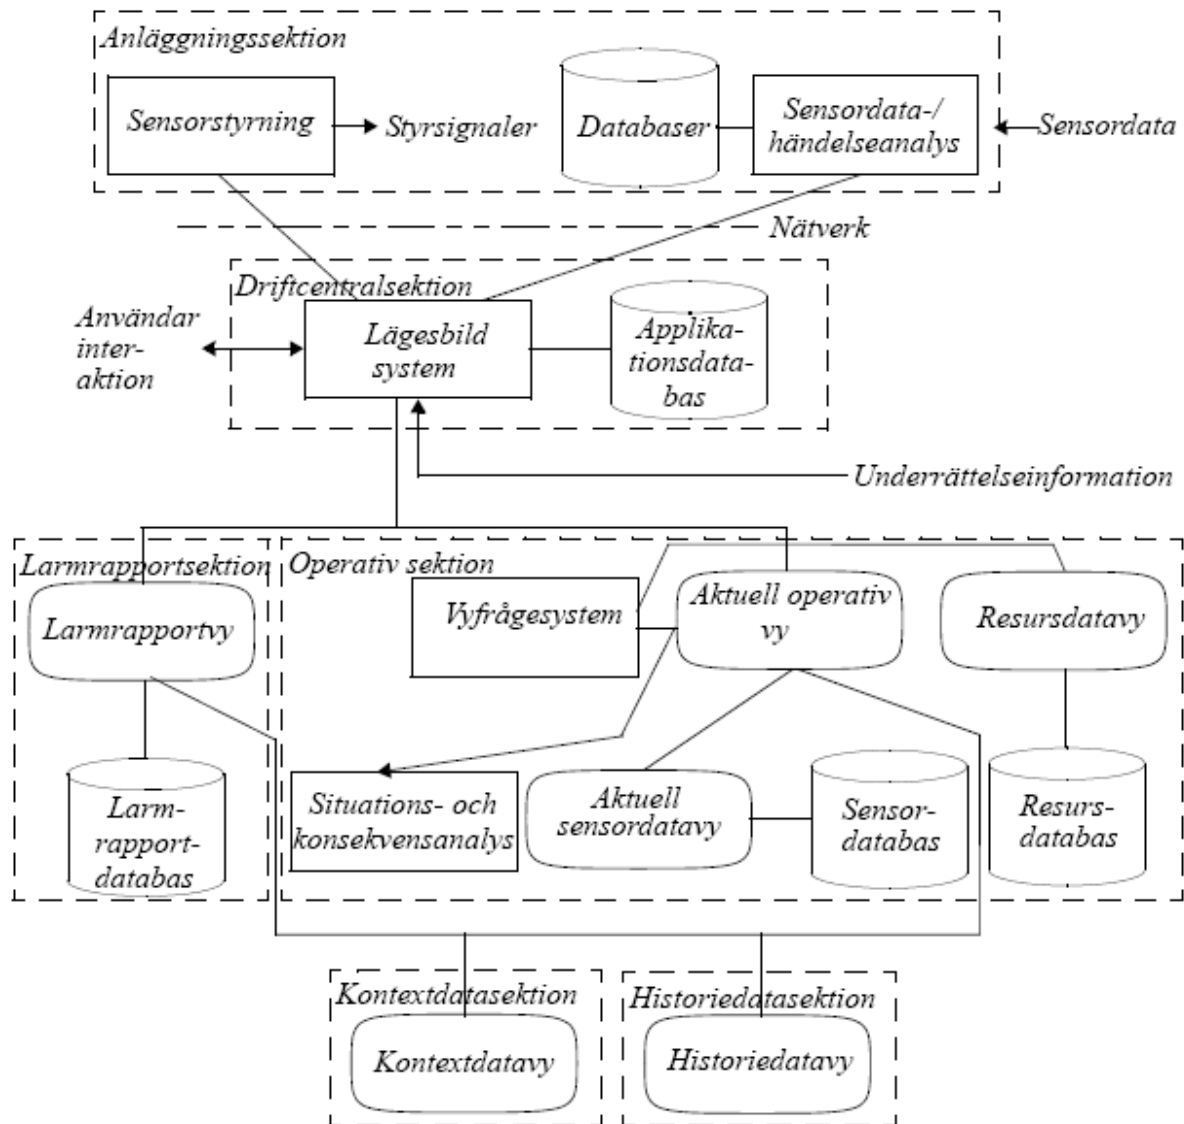 Anläggningssektion
Sensorstyrning
Styrsignaler
Databaser
Sensordata-/
händelseanalys
Sensordata
Nätverk
Driftcentralsektion
Användar
inter-
aktion
Lägesbild
system
Applika-
tionsdata-
bas
Underrättelseinformation
Larmrapportsektion
Larmrapportvy
Larm-
rapport-
databas
Operativ sektion
Vyfrågesystem
Aktuell operativ
vy
Resursdatavy
Situations- och
konsekvensanalys
Aktuell
sensordatavy
Sensor-
databas
Resurs-
databas
Kontextdatasektion
Kontextdatavy
Historiedatasektion
Historiedatavy